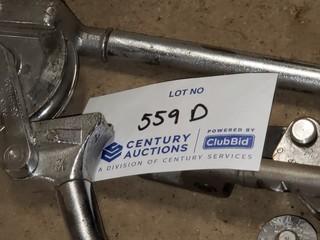 LOT NO
559 D
CENTURY
AUCTIONS
POWERED BY
ClubBid
A DIVISION OF CENTURY SERVICES